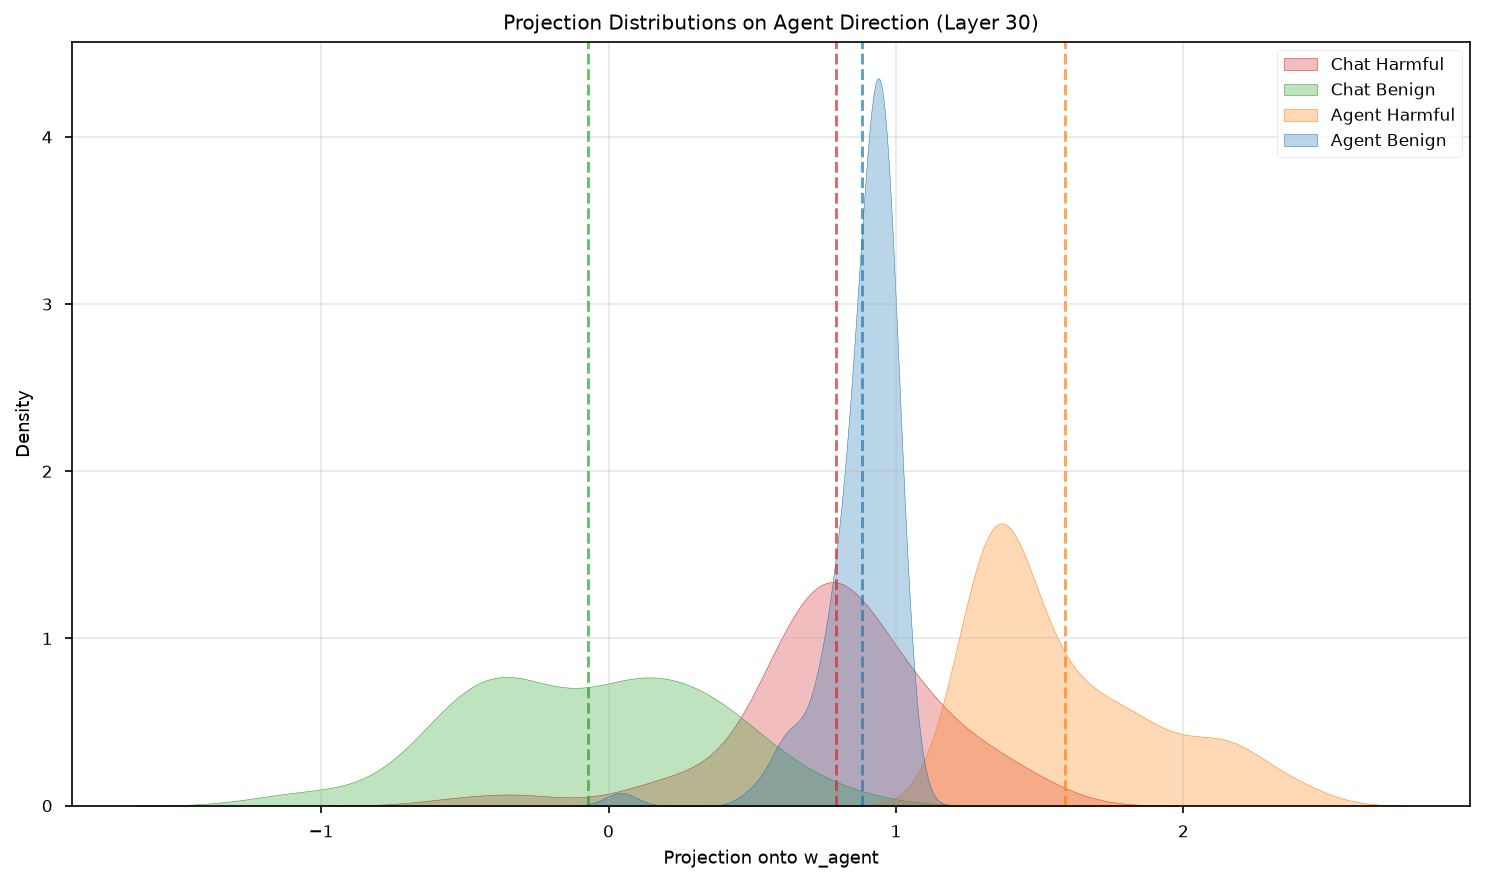 Projection Distributions on Agent Direction (Layer 30)
Chat Harmful
Chat Benign
Agent Harmful
Agent Benign
Density
4
3
2
1
0
−1
0
1
2
Projection onto w_agent